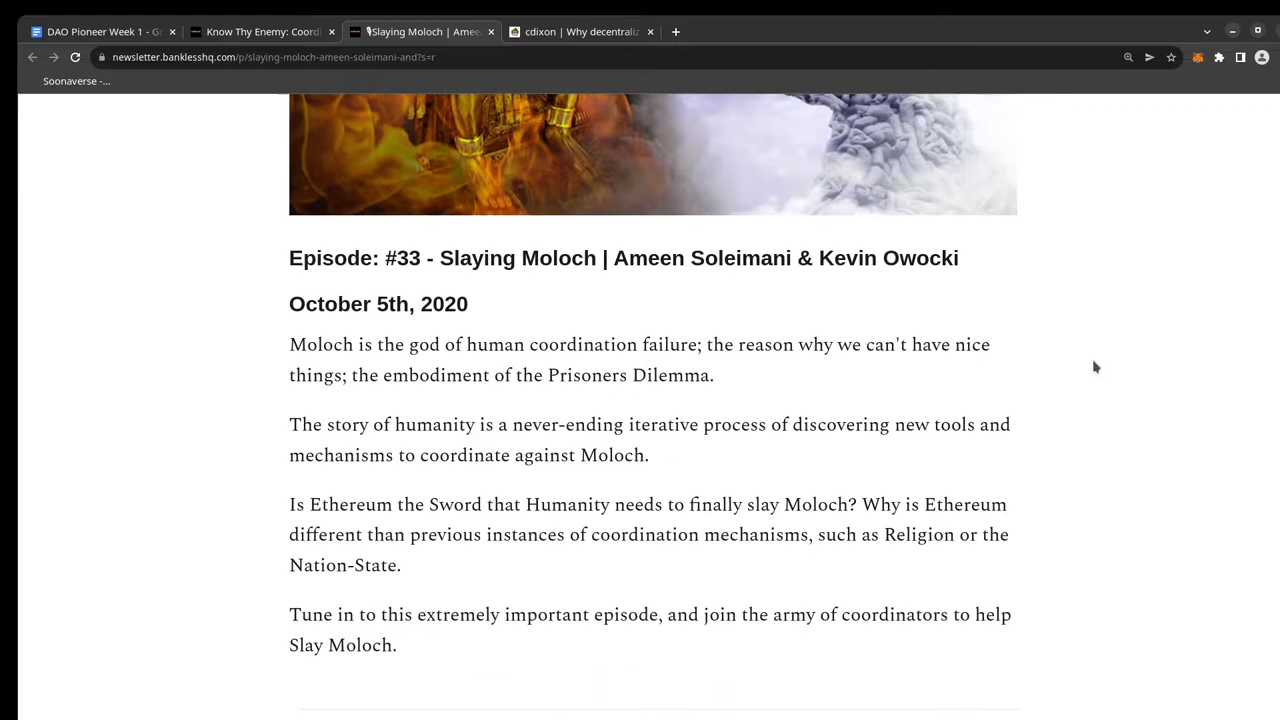 DAO Pioneer Week 1 - Go
Know Thy Enemy: Coordi
🎙Slaying Moloch | Ameen
cdixon | Why decentraliz
newsletter.banklesshq.com/p/slaying-moloch-ameen-soleimani-and?s=r
Soonaverse -...
Episode: #33 - Slaying Moloch | Ameen Soleimani & Kevin Owocki
October 5th, 2020
Moloch is the god of human coordination failure; the reason why we can't have nice
things; the embodiment of the Prisoners Dilemma.
The story of humanity is a never-ending iterative process of discovering new tools and
mechanisms to coordinate against Moloch.
Is Ethereum the Sword that Humanity needs to finally slay Moloch? Why is Ethereum
different than previous instances of coordination mechanisms, such as Religion or the
Nation-State.
Tune in to this extremely important episode, and join the army of coordinators to help
Slay Moloch.